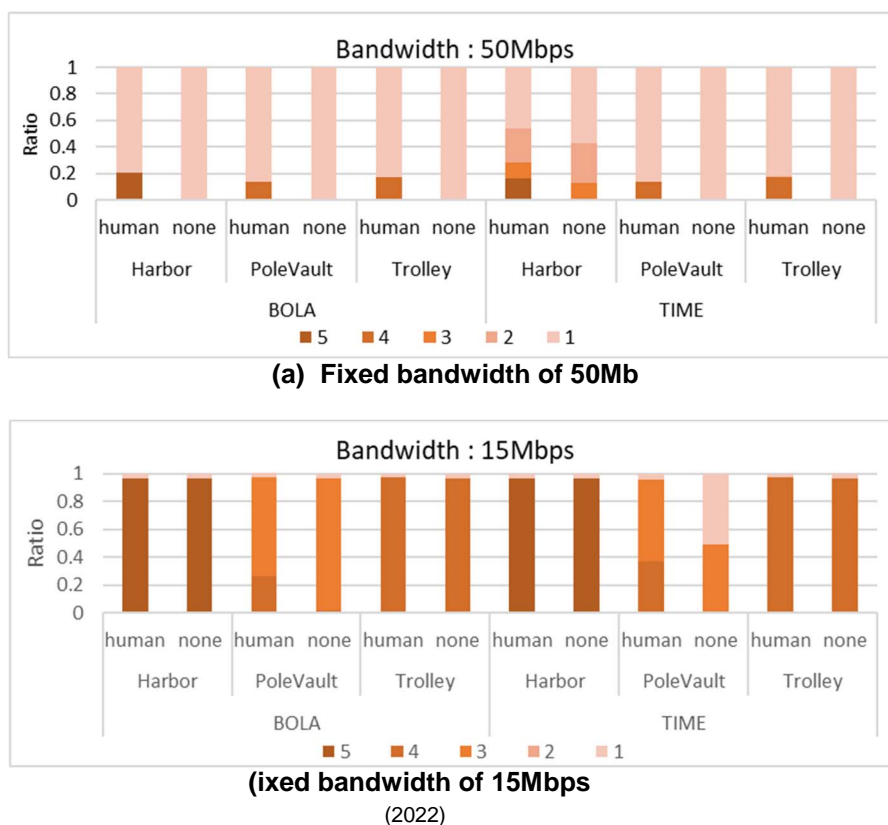 Bandwidth : 50Mbps
1
0.8
0.6
0.4
0.2
0
Ratio
human none human none human none human none human none human none
Harbor PoleVault Trolley Harbor PoleVault Trolley
BOLA TIME
5 4 3 2 1
(a) Fixed bandwidth of 50Mb
Bandwidth : 15Mbps
1
0.8
0.6
0.4
0.2
0
Ratio
human none human none human none human none human none human none
Harbor PoleVault Trolley Harbor PoleVault Trolley
BOLA TIME
5 4 3 2 1
(ixed bandwidth of 15Mbps
(2022)